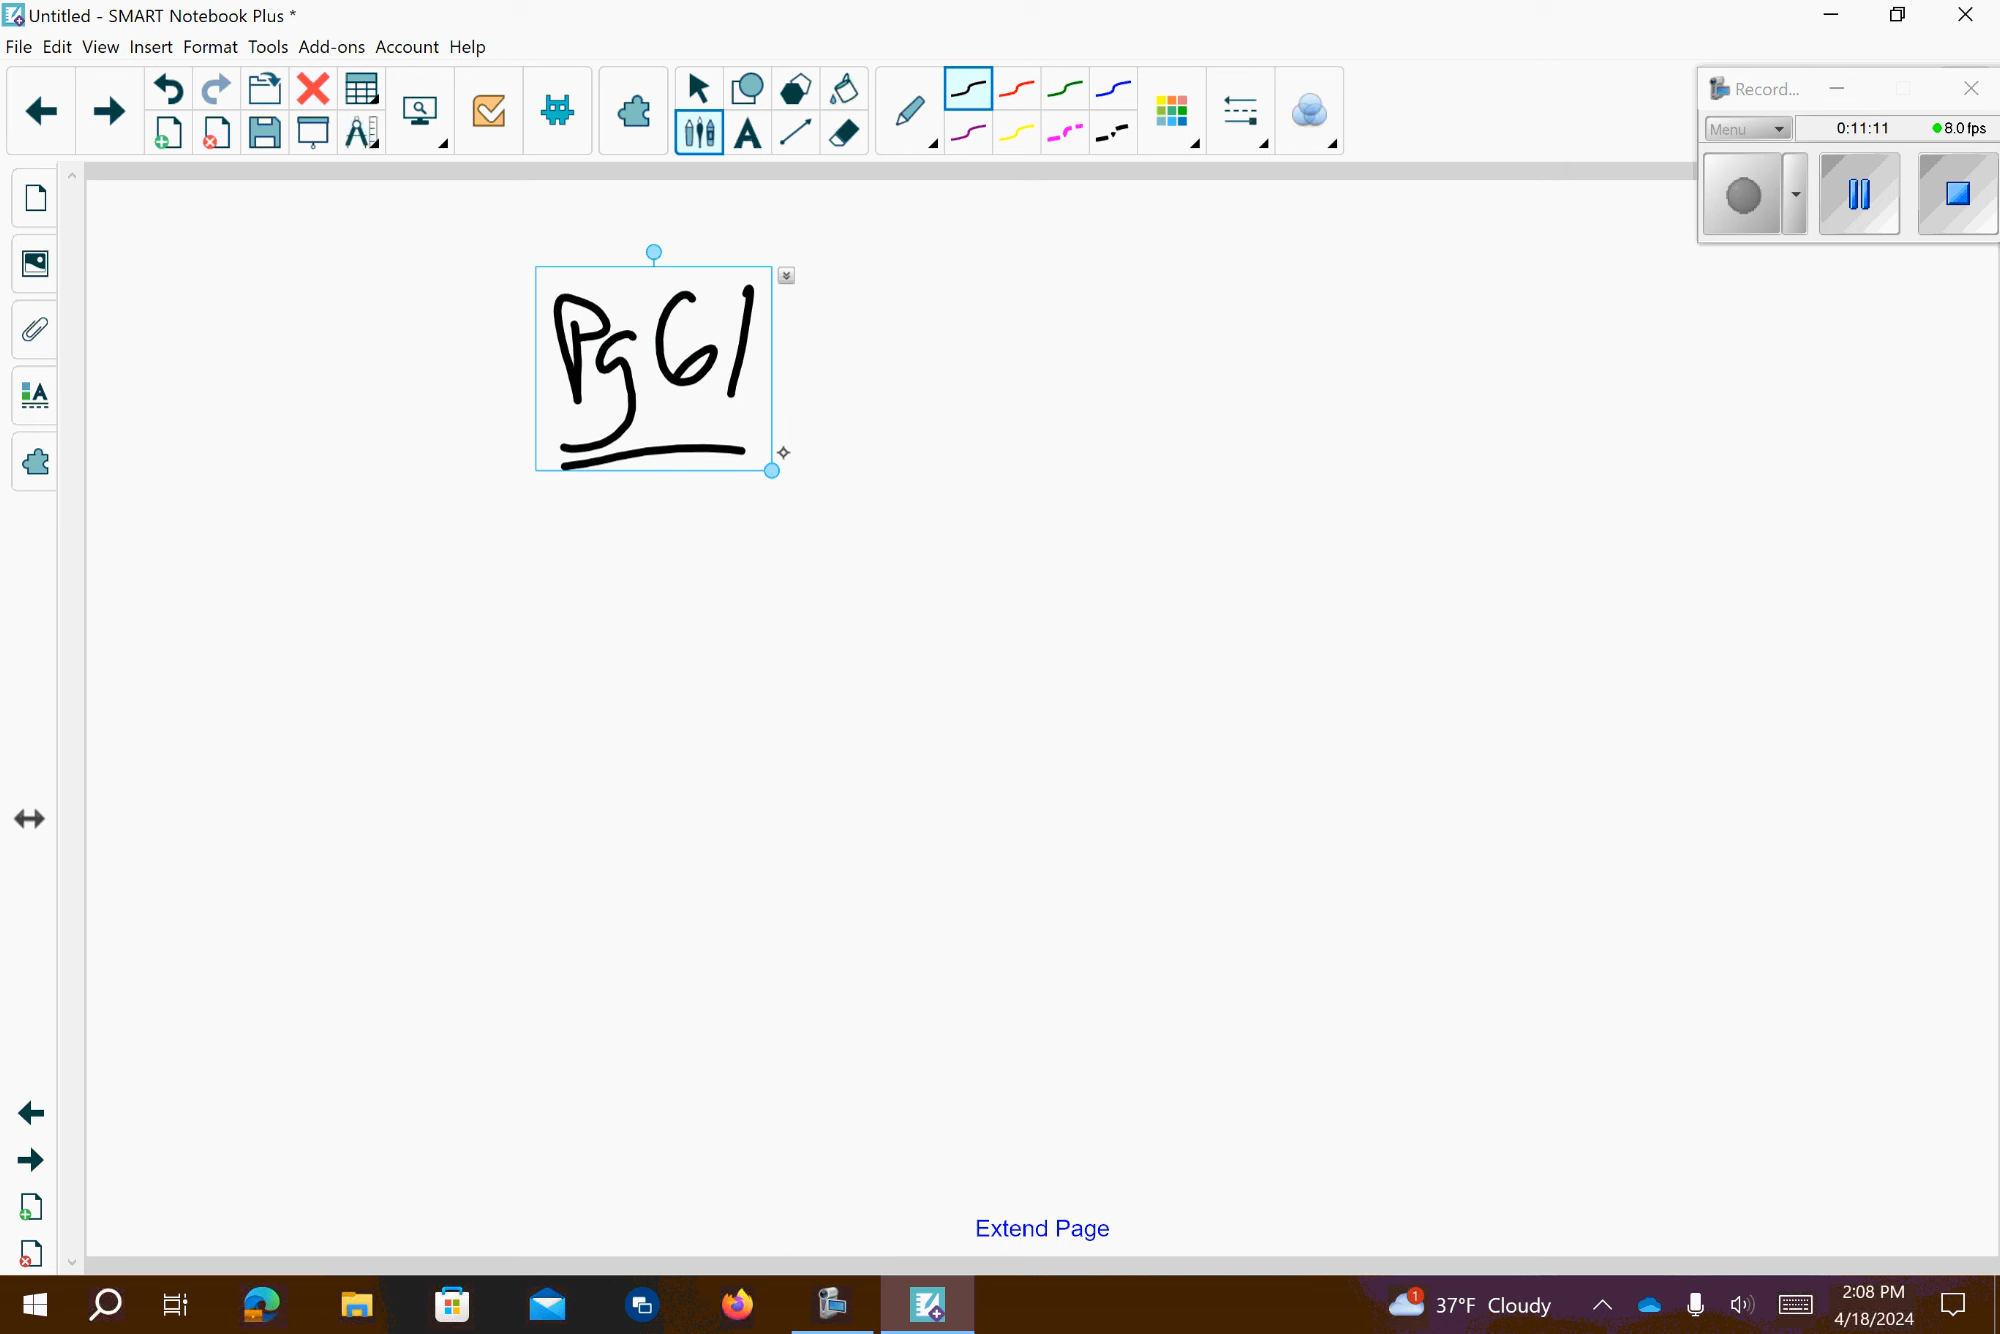 Untitled - SMART Notebook Plus *
File Edit View Insert Format Tools Add-ons Account Help
Record...
Menu 0:11:11 8.0 fps
Pg 61
Extend Page
1 37°F Cloudy
2:08 PM
4/18/2024